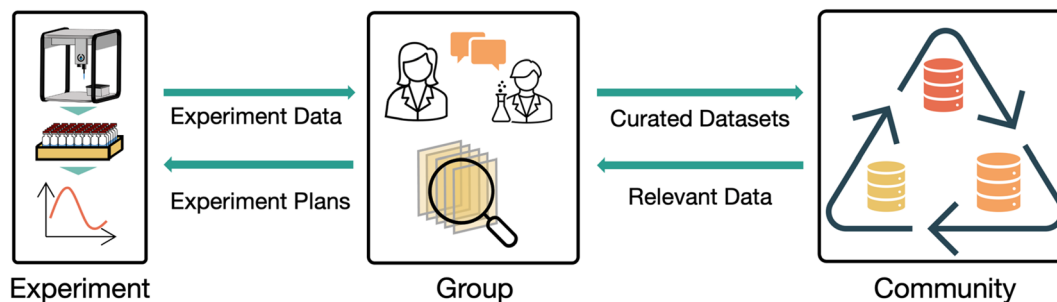 Experiment Data
Curated Datasets
Experiment Plans
Relevant Data
Experiment
Group
Community